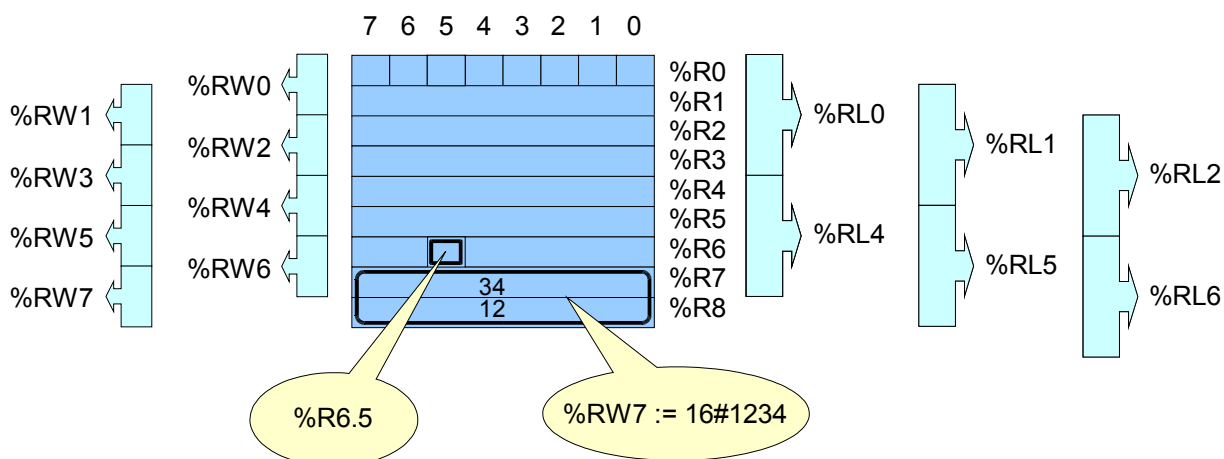 7 6 5 4 3 2 1 0
%R0
%R1
%R2
%R3
%R4
%R5
%R6
%R7
%R8
%RW0
%RW2
%RW4
%RW6
%RW1
%RW3
%RW5
%RW7
%RL0
%RL4
%RL1
%RL5
%RL2
%RL6
34
12
%R6.5
%RW7 := 16#1234